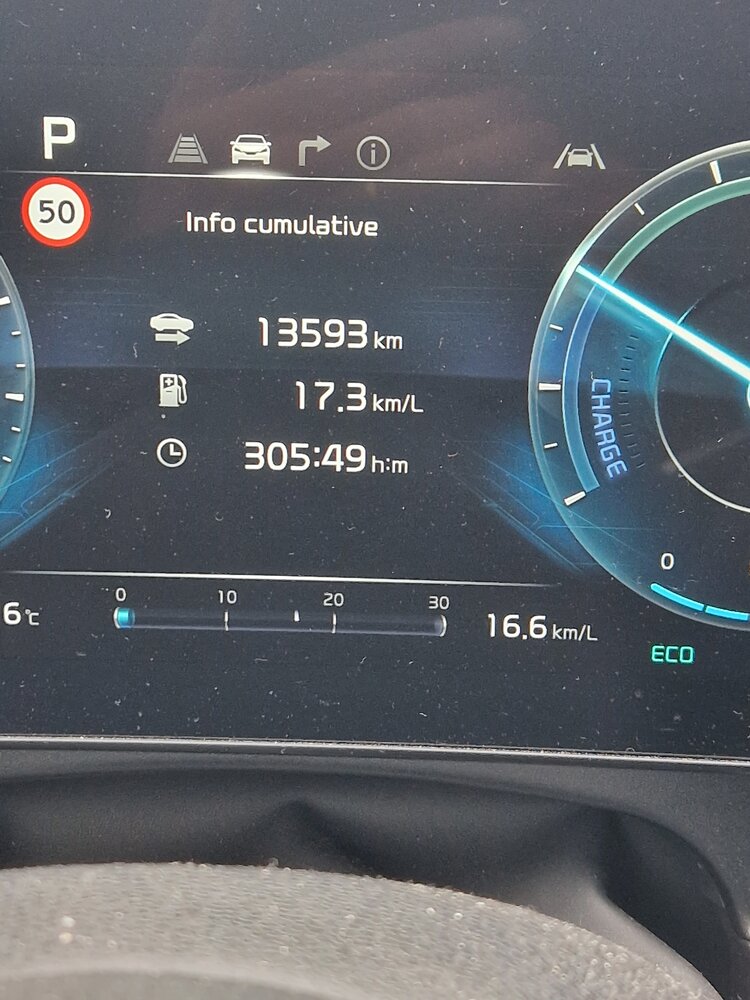 P
50
Info cumulative
13593 km
17.3 km/L
305:49 h:m
CHARGE
0
6°C
0 10 20 30
16.6 km/L
ECO